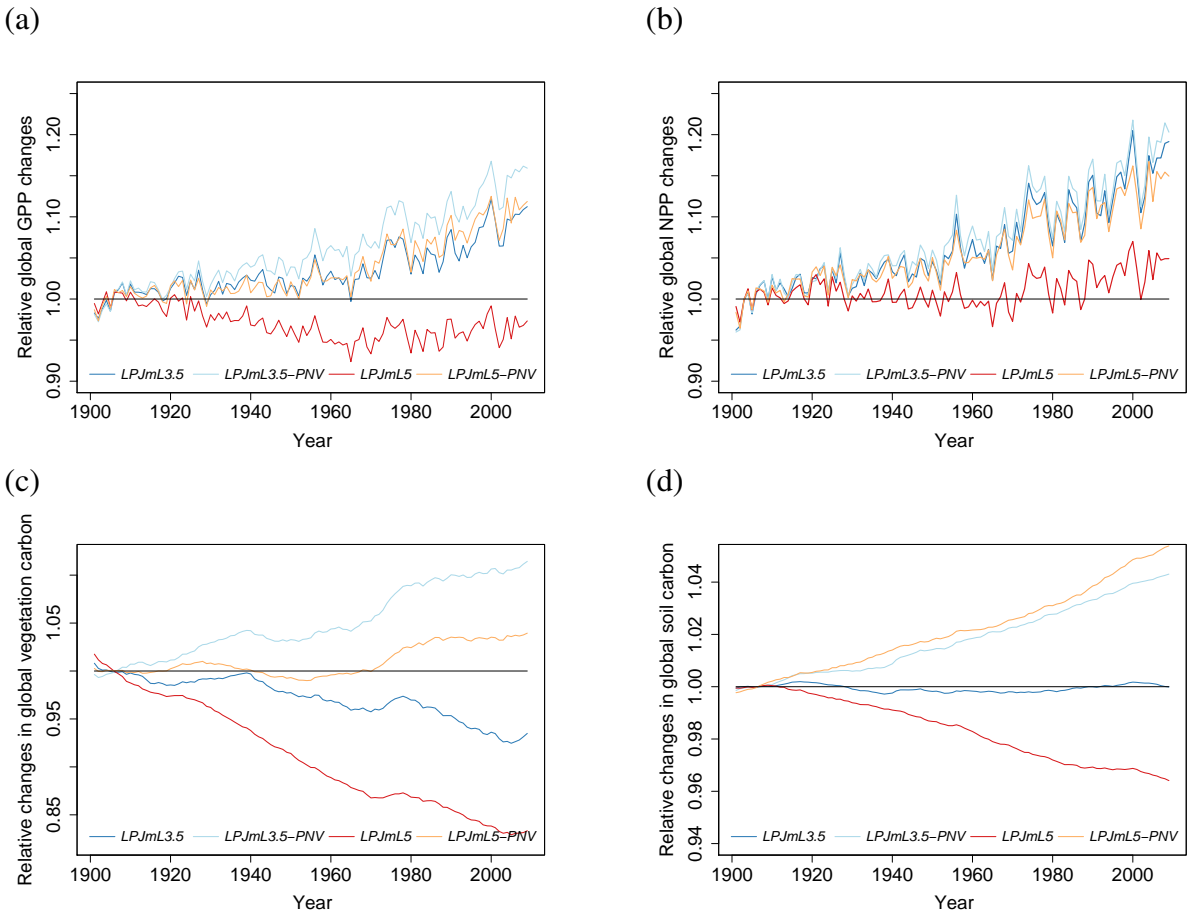 (a)
Relative global GPP changes
0.90 1.00 1.10 1.20
LPJmL3.5 LPJmL3.5−PNV LPJmL5 LPJmL5−PNV
1900 1920 1940 1960 1980 2000
Year
(b)
Relative global NPP changes
0.90 1.00 1.10 1.20
LPJmL3.5 LPJmL3.5−PNV LPJmL5 LPJmL5−PNV
1900 1920 1940 1960 1980 2000
Year
(c)
Relative changes in global vegetation carbon
0.85 0.95 1.05
LPJmL3.5 LPJmL3.5−PNV LPJmL5 LPJmL5−PNV
1900 1920 1940 1960 1980 2000
Year
(d)
Relative changes in global soil carbon
0.94 0.96 0.98 1.00 1.02 1.04
LPJmL3.5 LPJmL3.5−PNV LPJmL5 LPJmL5−PNV
1900 1920 1940 1960 1980 2000
Year